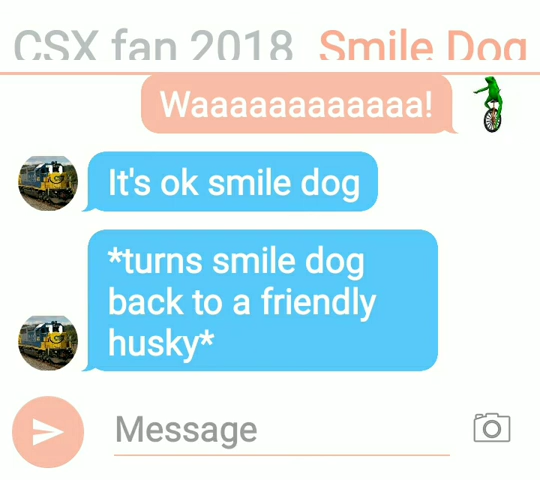 CSX fan 2018 Smile Dog
Waaaaaaaaaaaa!
It's ok smile dog
*turns smile dog
back to a friendly
husky*
Message